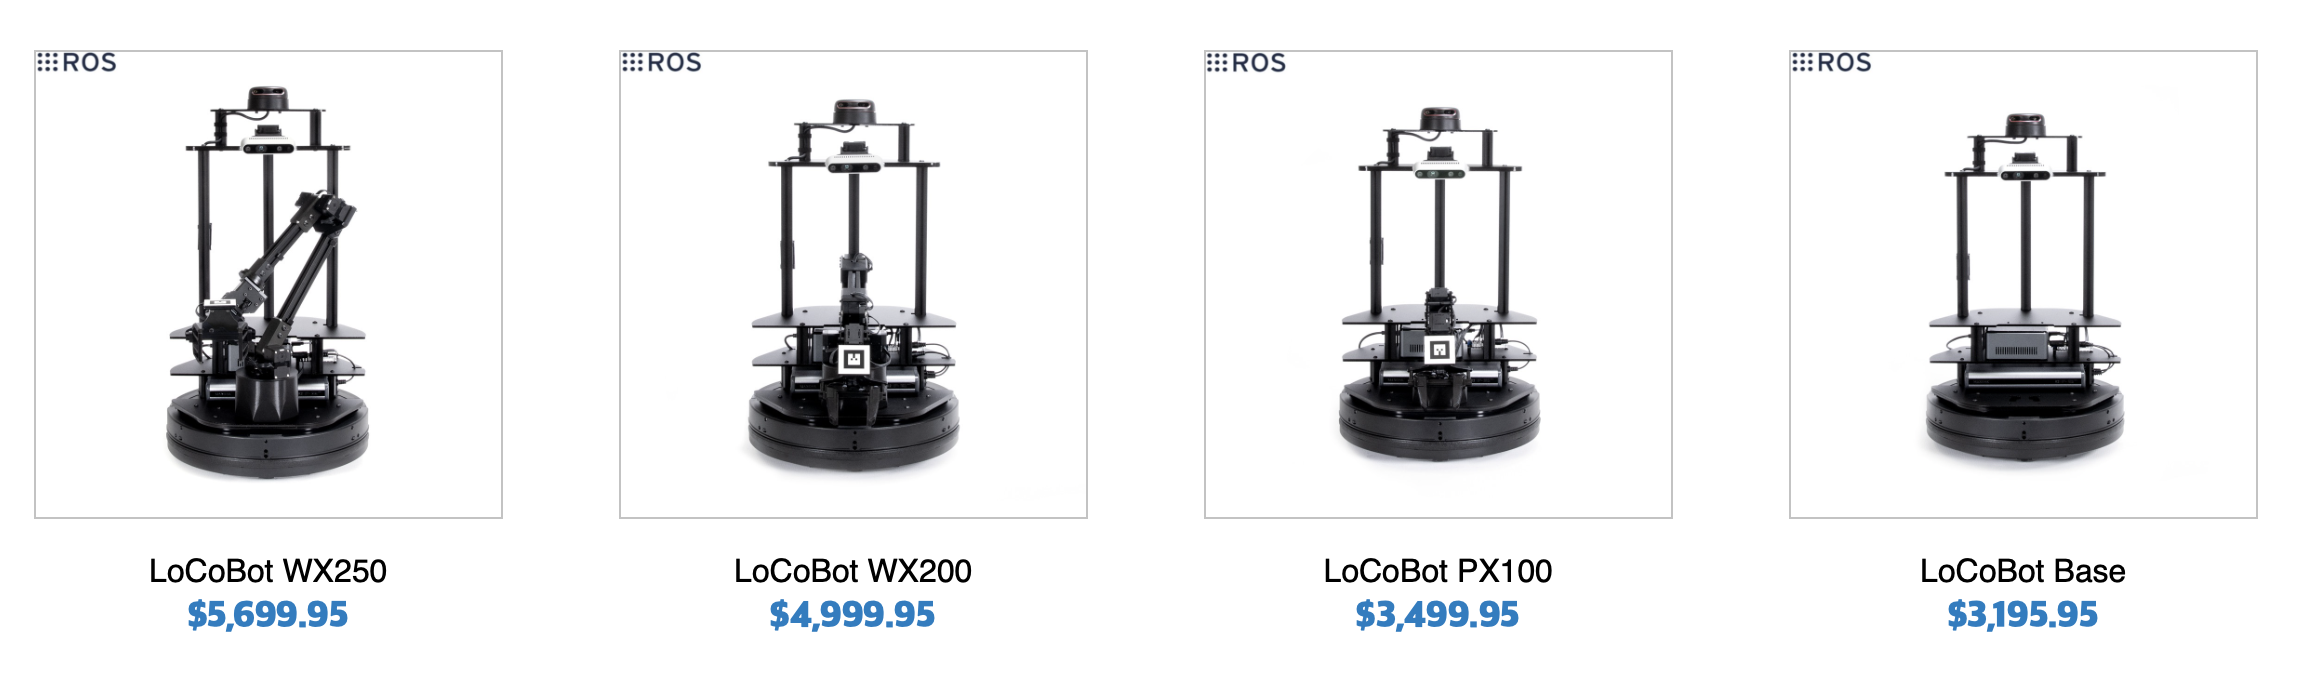 ROS
ROS
ROS
ROS
LoCoBot WX250
$5,699.95
LoCoBot WX200
$4,999.95
LoCoBot PX100
$3,499.95
LoCoBot Base
$3,195.95